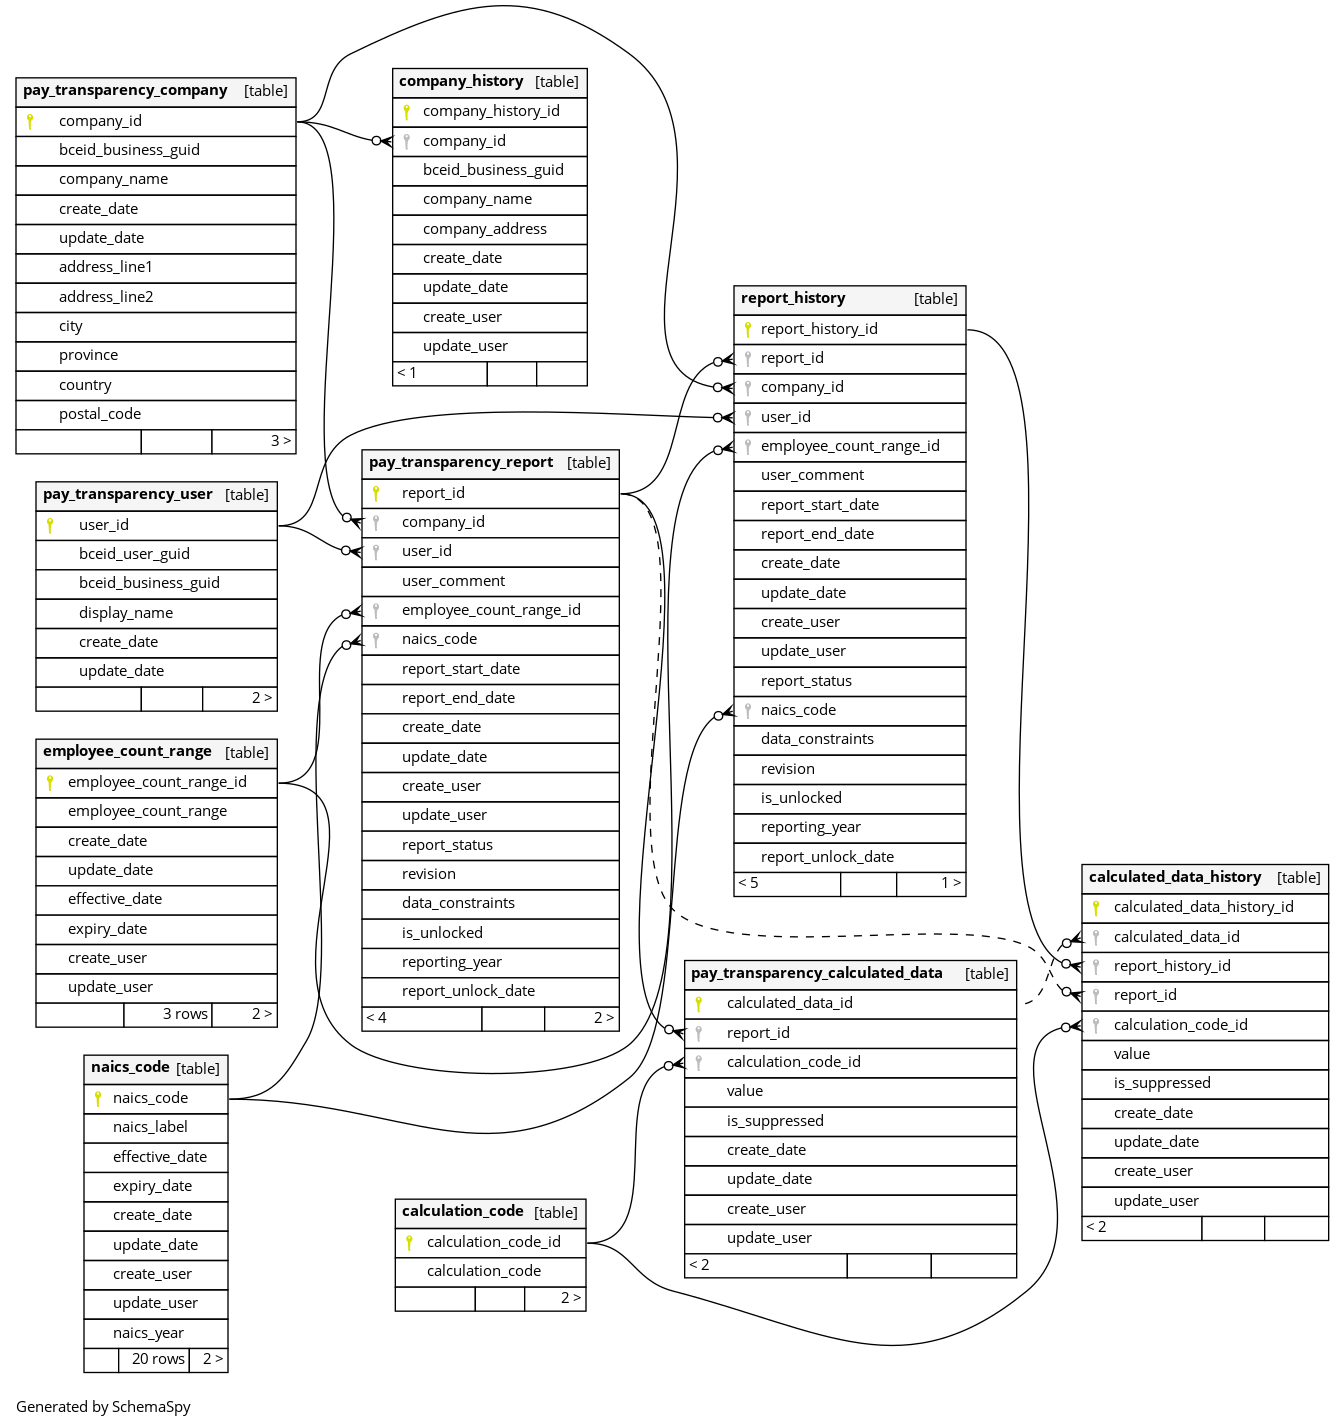 pay_transparency_company [table]
company_id
bceid_business_guid
company_name
create_date
update_date
address_line1
address_line2
city
province
country
postal_code
3 >
company_history [table]
company_history_id
company_id
bceid_business_guid
company_name
company_address
create_date
update_date
create_user
update_user
< 1
report_history [table]
report_history_id
report_id
company_id
user_id
employee_count_range_id
user_comment
report_start_date
report_end_date
create_date
update_date
create_user
update_user
report_status
naics_code
data_constraints
revision
is_unlocked
reporting_year
report_unlock_date
< 5 1 >
pay_transparency_user [table]
user_id
bceid_user_guid
bceid_business_guid
display_name
create_date
update_date
2 >
pay_transparency_report [table]
report_id
company_id
user_id
user_comment
employee_count_range_id
naics_code
report_start_date
report_end_date
create_date
update_date
create_user
update_user
report_status
revision
data_constraints
is_unlocked
reporting_year
report_unlock_date
< 4 2 >
employee_count_range [table]
employee_count_range_id
employee_count_range
create_date
update_date
effective_date
expiry_date
create_user
update_user
3 rows 2 >
calculated_data_history [table]
calculated_data_history_id
calculated_data_id
report_history_id
report_id
calculation_code_id
value
is_suppressed
create_date
update_date
create_user
update_user
< 2
pay_transparency_calculated_data [table]
calculated_data_id
report_id
calculation_code_id
value
is_suppressed
create_date
update_date
create_user
update_user
< 2
naics_code [table]
naics_code
naics_label
effective_date
expiry_date
create_date
update_date
create_user
update_user
naics_year
20 rows 2 >
calculation_code [table]
calculation_code_id
calculation_code
2 >
Generated by SchemaSpy